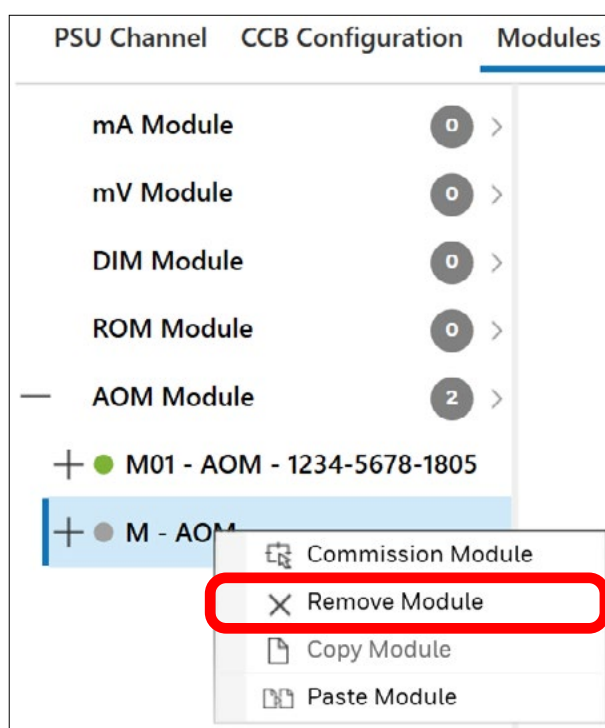 PSU Channel CCB Configuration Modules
mA Module 0
mV Module 0
DIM Module 0
ROM Module 0
AOM Module 2
M01 - AOM - 1234-5678-1805
M - AOM
Commission Module
Remove Module
Copy Module
Paste Module